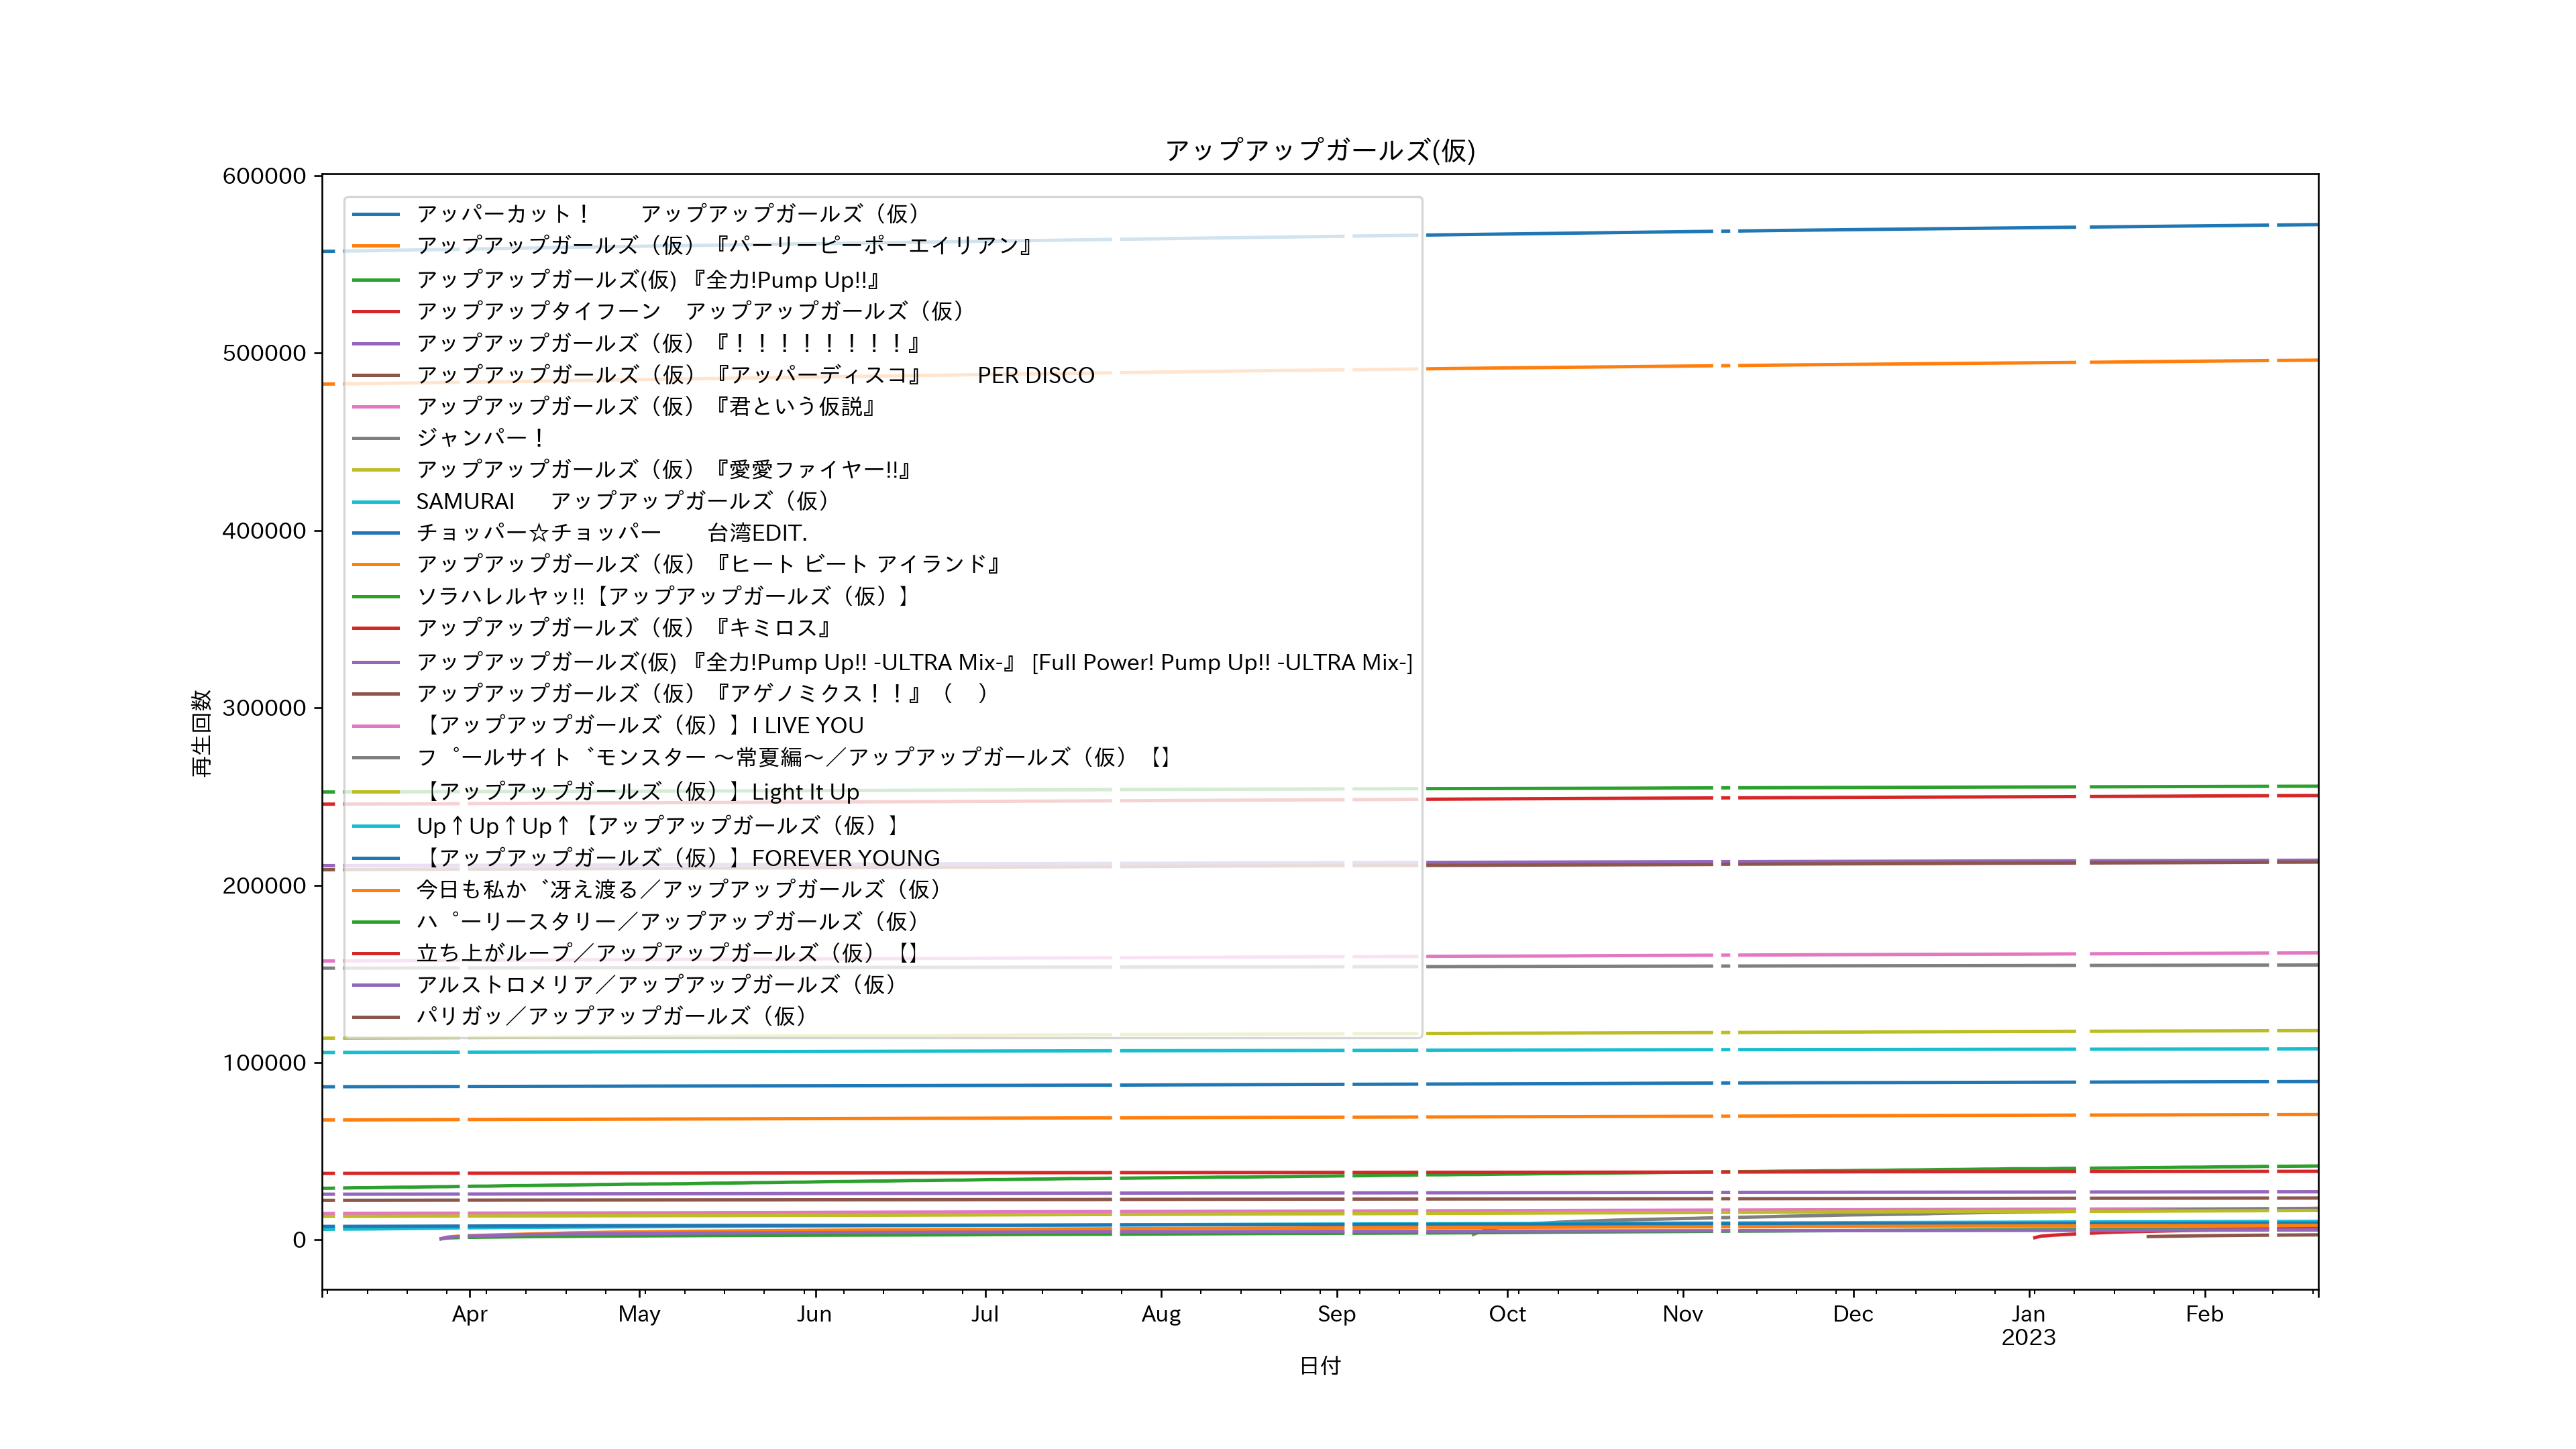 アップアップガールズ(仮)
600000
500000
400000
300000
200000
100000
0
再生回数
アッパーカット！　　アップアップガールズ（仮）
アップアップガールズ（仮）『パーリーピーポーエイリアン』
アップアップガールズ(仮) 『全力!Pump Up!!』
アップアップタイフーン　アップアップガールズ（仮）
アップアップガールズ（仮）『！！！！！！！！』
アップアップガールズ（仮）『アッパーディスコ』　　PER DISCO
アップアップガールズ（仮）『君という仮説』
ジャンパー！
アップアップガールズ（仮）『愛愛ファイヤー!!』
SAMURAI　 アップアップガールズ（仮）
チョッパー☆チョッパー　　台湾EDIT.
アップアップガールズ（仮）『ヒート ビート アイランド』
ソラハレルヤッ!!【アップアップガールズ（仮）】
アップアップガールズ（仮）『キミロス』
アップアップガールズ(仮) 『全力!Pump Up!! -ULTRA Mix-』 [Full Power! Pump Up!! -ULTRA Mix-]
アップアップガールズ（仮）『アゲノミクス！！』（　）
【アップアップガールズ（仮）】I LIVE YOU
フ゜ールサイト゛モンスター 〜常夏編〜／アップアップガールズ（仮）【】
【アップアップガールズ（仮）】Light It Up
Up↑Up↑Up↑【アップアップガールズ（仮）】
【アップアップガールズ（仮）】FOREVER YOUNG
今日も私か゛冴え渡る／アップアップガールズ（仮）
ハ゜ーリースタリー／アップアップガールズ（仮）
立ち上がループ／アップアップガールズ（仮）【】
アルストロメリア／アップアップガールズ（仮）
パリガッ／アップアップガールズ（仮）
Apr May Jun Jul Aug Sep Oct Nov Dec Jan Feb
2023
日付